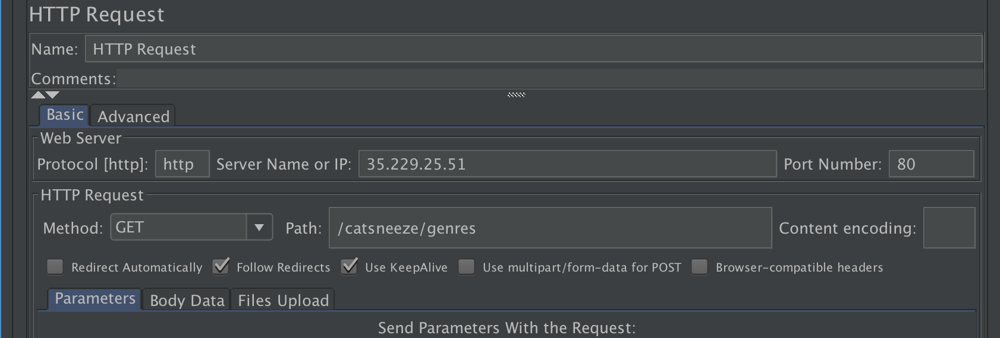 HTTP Request
Name: HTTP Request
Comments:
Basic Advanced
Web Server
Protocol [http]: http Server Name or IP: 35.229.25.51 Port Number: 80
HTTP Request
Method: GET Path: /catsneeze/genres Content encoding:
Redirect Automatically Follow Redirects Use KeepAlive Use multipart/form-data for POST Browser-compatible headers
Parameters Body Data Files Upload
Send Parameters With the Request: